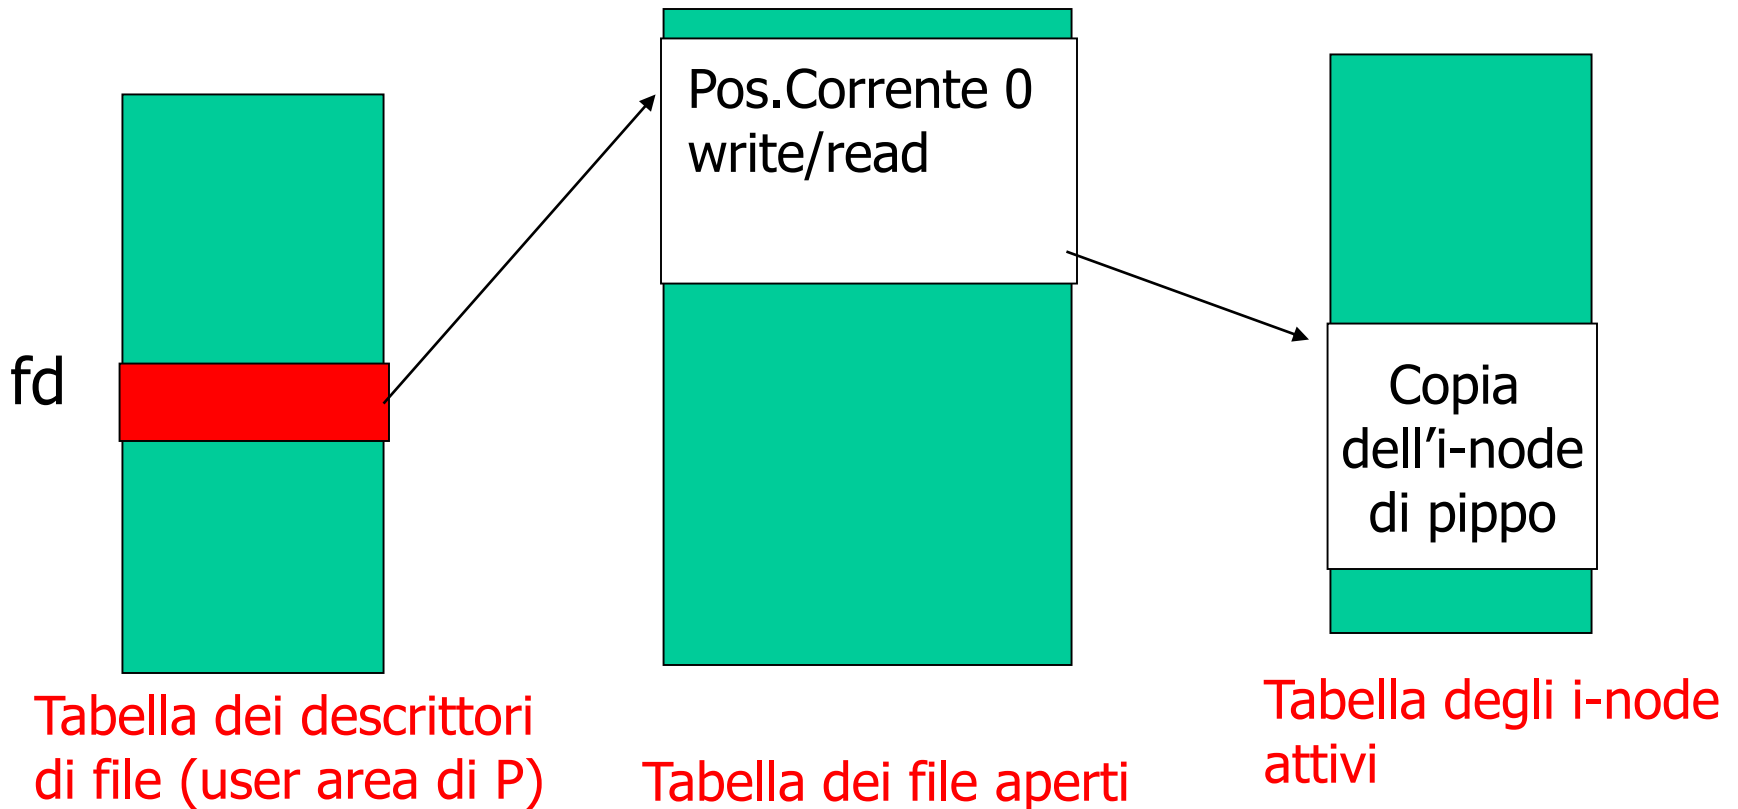 fd
Pos.Corrente 0
write/read
Copia
dell’i-node
di pippo
Tabella dei descrittori
di file (user area di P)
Tabella dei file aperti
Tabella degli i-node
attivi